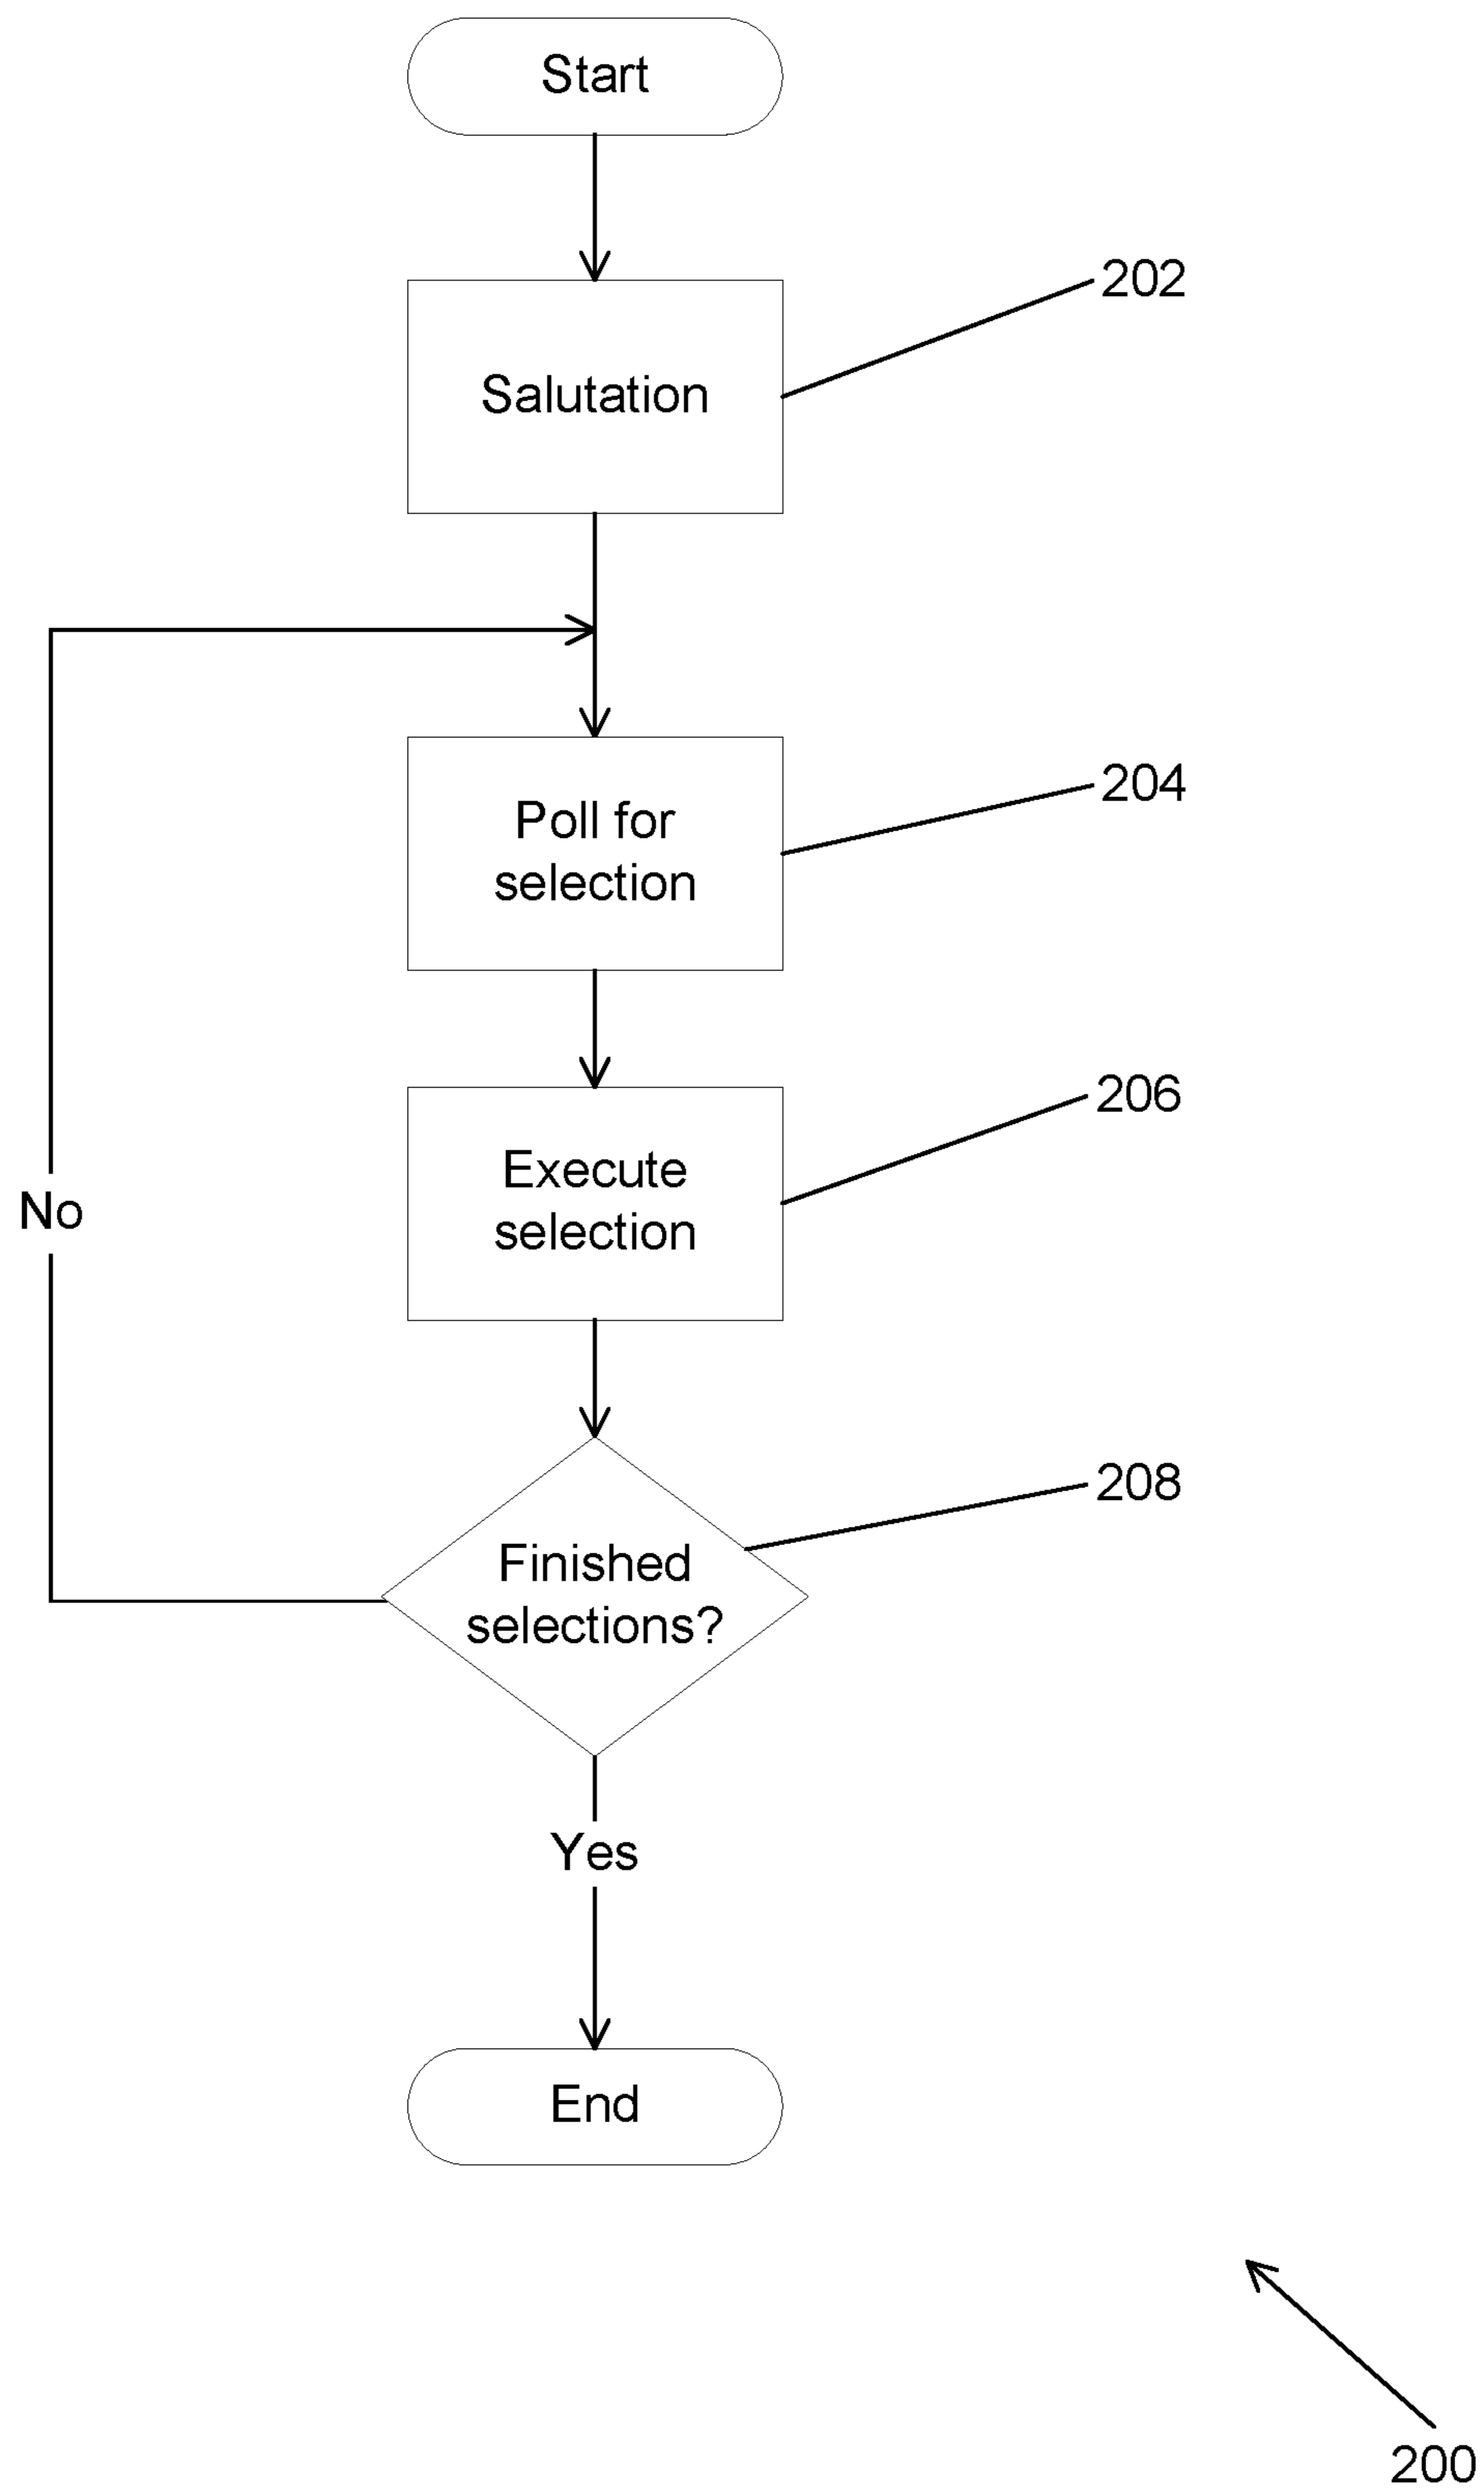 Start
202
Salutation
204
Poll for
selection
206
Execute
selection
No
208
Finished
selections?
Yes
End
200